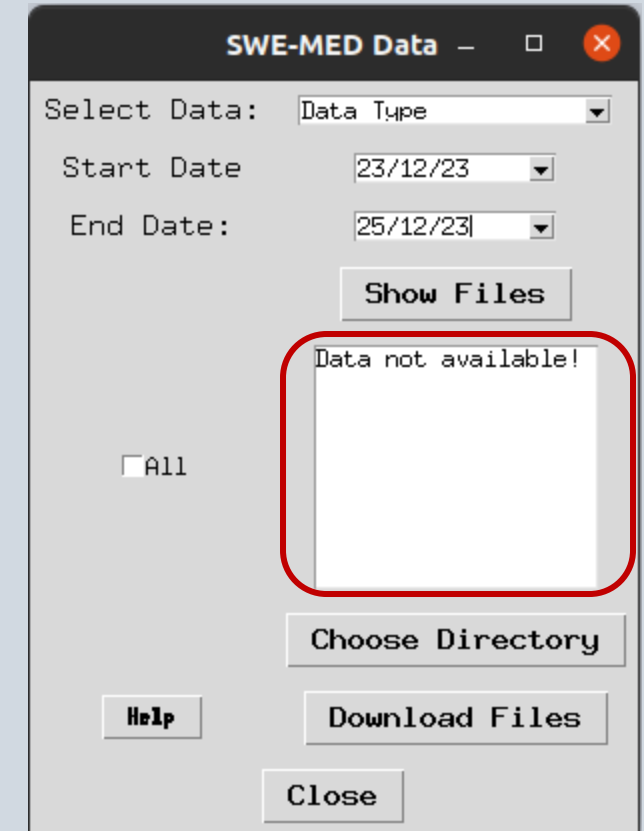 SWE-MED Data
Select Data: Data Type
Start Date 23/12/23
End Date: 25/12/23
Show Files
Data not available!
All
Choose Directory
Help Download Files
Close